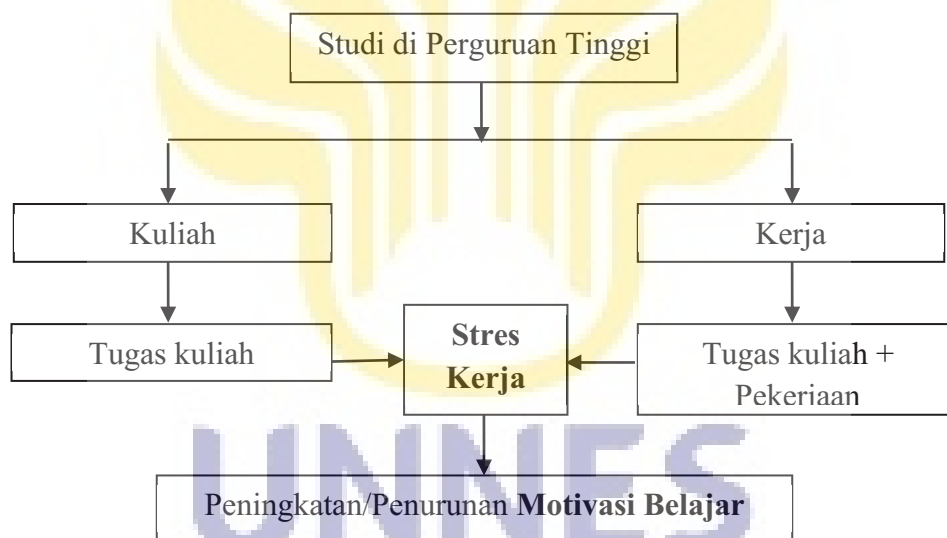 Studi di Perguruan Tinggi
Kuliah
Kerja
Tugas kuliah
Stres
Kerja
Tugas kuliah +
Pekerjaan
Peningkatan/Penurunan Motivasi Belajar
UNNES